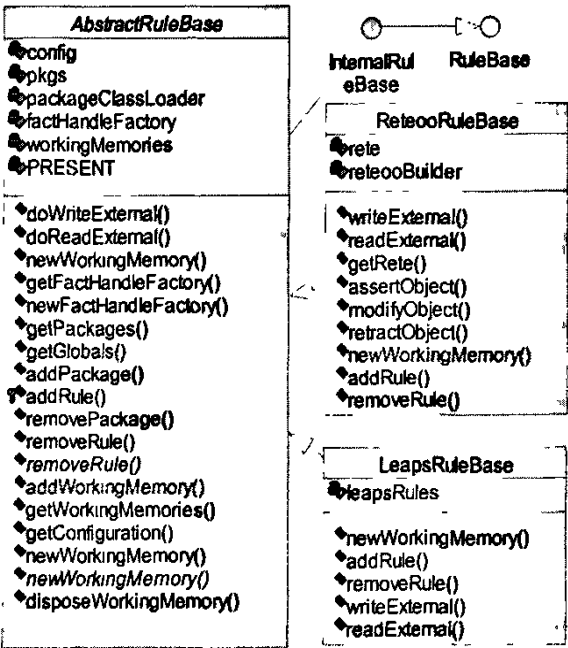 AbstractRuleBase
config
pkgs
packageClassLoader
factHandleFactory
workingMemories
PRESENT
doWriteExternal()
doReadExternal()
newWorkingMemory()
getFactHandleFactory()
newFactHandleFactory()
getPackages()
getGlobals()
addPackage()
addRule()
removePackage()
removeRule()
removeRule()
addWorkingMemory()
getWorkingMemories()
getConfiguration()
newWorkingMemory()
newWorkingMemory()
disposeWorkingMemory()
InternalRul
eBase
RuleBase
ReteooRuleBase
rete
reteooBuilder
writeExternal()
readExternal()
getRete()
assertObject()
modifyObject()
retractObject()
newWorkingMemory()
addRule()
removeRule()
LeapsRuleBase
leapsRules
newWorkingMemory()
addRule()
removeRule()
writeExternal()
readExternal()